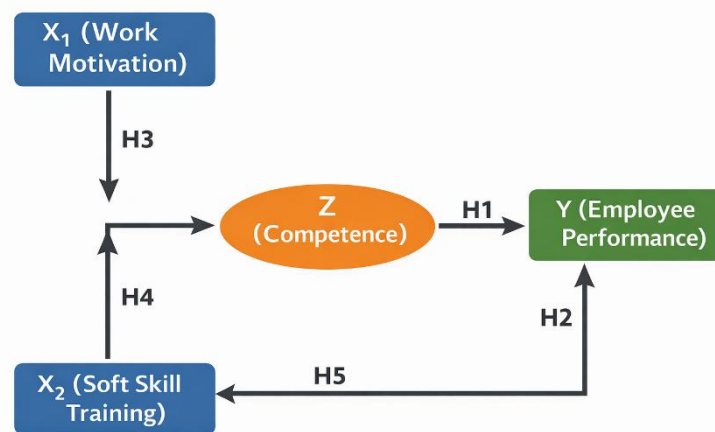 X₁ (Work
Motivation)
H3
Z
(Competence)
H1
Y (Employee
Performance)
H4
H2
X₂ (Soft Skill
Training)
H5